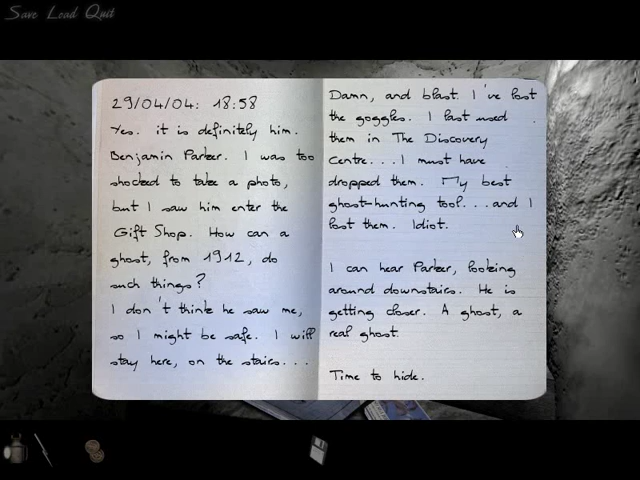 Save Load Quit
29/04/04: 18:58
Yes. it is definitely him.
Benjamin Parker. I was too
shocked to take a photo,
but I saw him enter the
Gift Shop. How can a
ghost, from 1912, do
such things?
I don't think he saw me,
so I might be safe. I will
stay here, on the stairs...
Damn, and blast. I've lost
the goggles. I last used
them in The Discovery
Centre...I must have
dropped them. My best
ghost-hunting tool...and I
lost them. Idiot.
I can hear Parker, looking
around downstairs. He is
getting closer. A ghost, a
real ghost.
Time to hide.